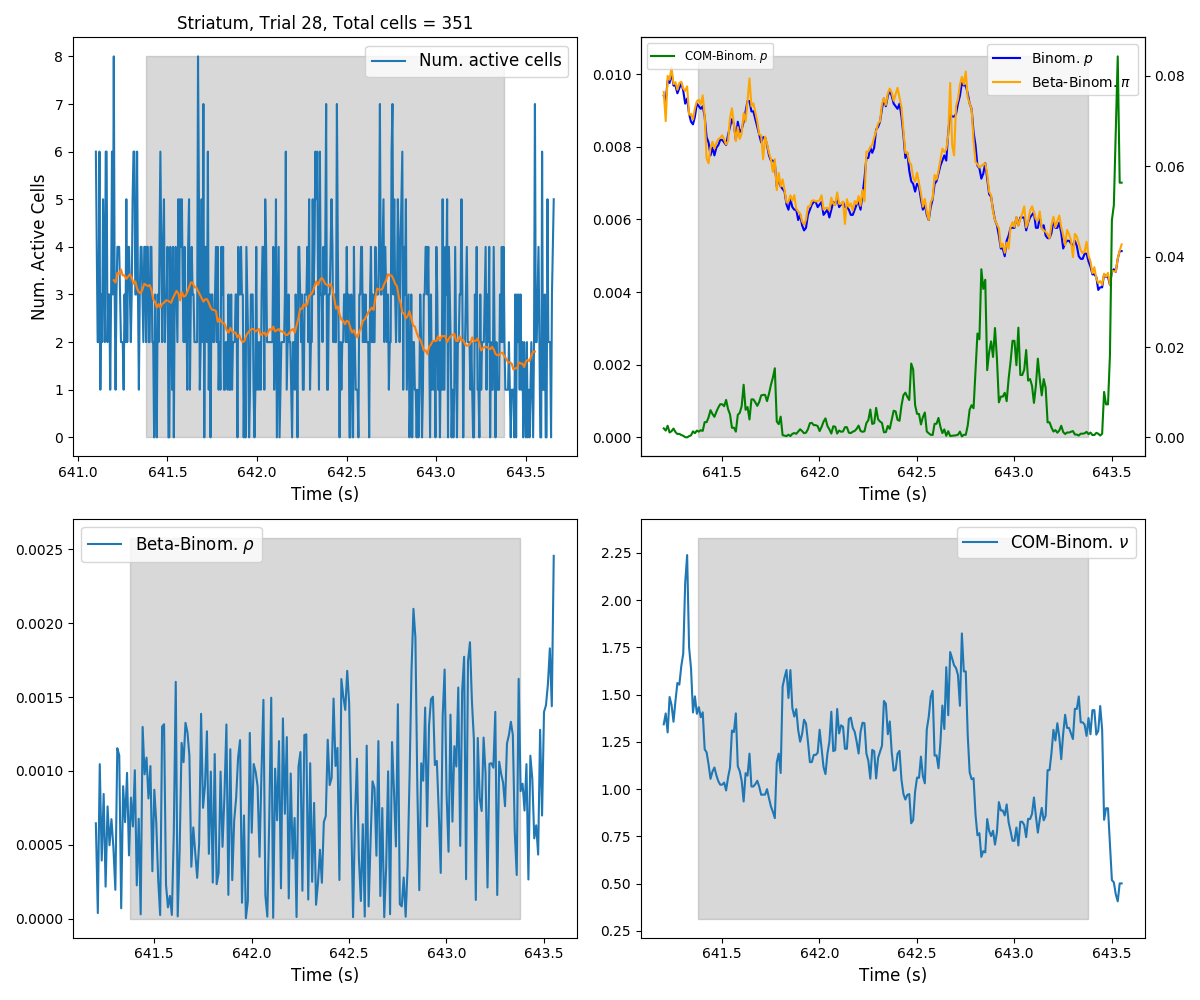 Striatum, Trial 28, Total cells = 351
Num. active cells
8
7
6
5
4
3
2
1
0
Num. Active Cells
641.0 641.5 642.0 642.5 643.0 643.5
Time (s)
COM-Binom. p
Binom. p
Beta-Binom. π
0.010
0.008
0.006
0.004
0.002
0.000
0.08
0.06
0.04
0.02
0.00
641.5 642.0 642.5 643.0 643.5
Time (s)
Beta-Binom. ρ
0.0025
0.0020
0.0015
0.0010
0.0005
0.0000
641.5 642.0 642.5 643.0 643.5
Time (s)
COM-Binom. ν
2.25
2.00
1.75
1.50
1.25
1.00
0.75
0.50
0.25
641.5 642.0 642.5 643.0 643.5
Time (s)